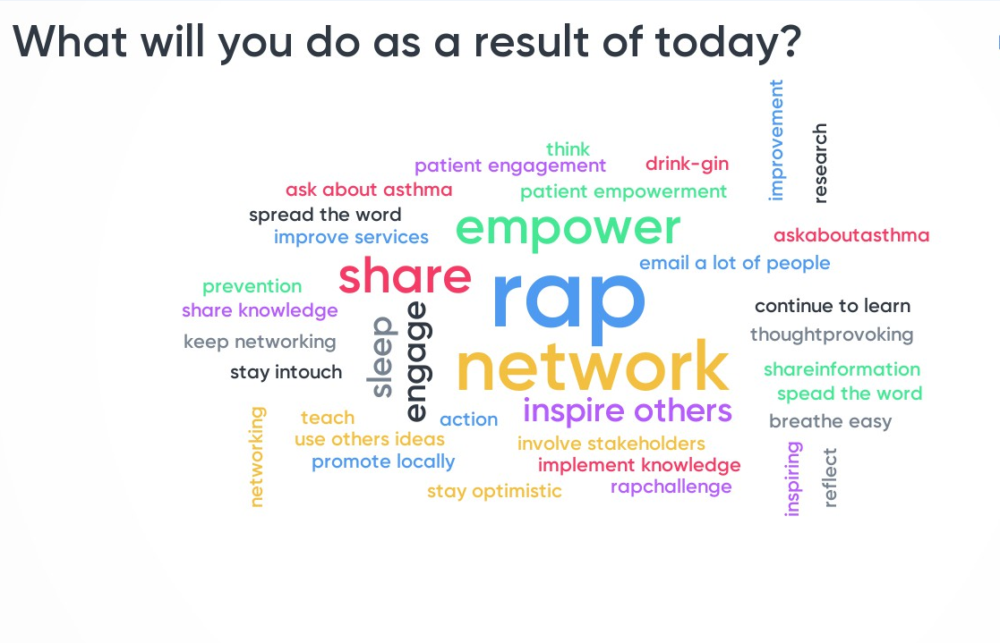 What will you do as a result of today?
improvement
research
think
patient engagement
drink-gin
ask about asthma
patient empowerment
spread the word
empower
improve services
askaboutasthma
share
email a lot of people
rap
prevention
share knowledge
continue to learn
keep networking
sleep
engage
thoughtprovoking
stay intouch
network
shareinformation
spead the word
inspire others
breathe easy
networking
teach
action
use others ideas
involve stakeholders
promote locally
implement knowledge
inspiring
reflect
stay optimistic
rapchallenge